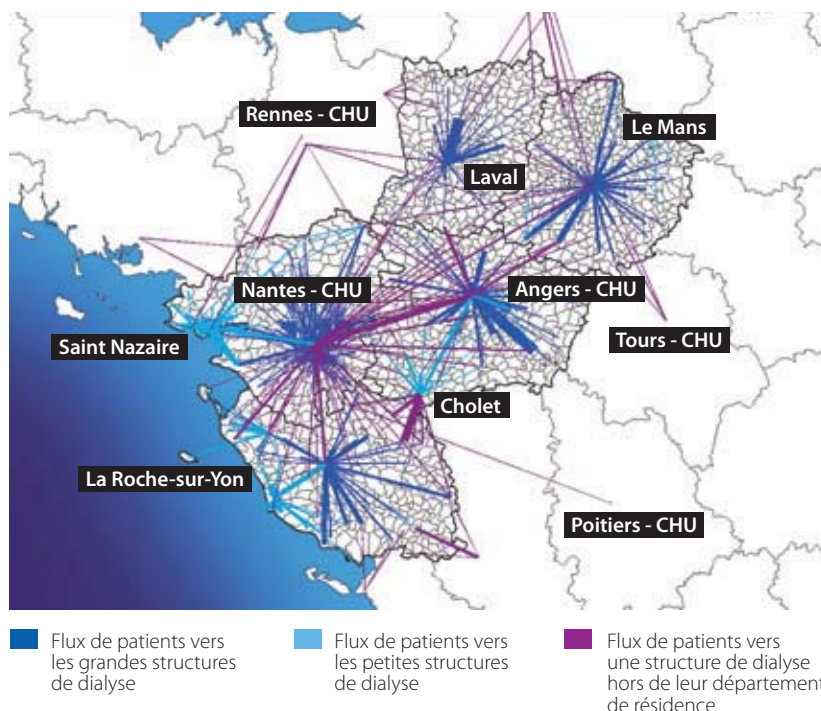 Rennes - CHU
Le Mans
Laval
Nantes - CHU
Angers - CHU
Saint Nazaire
Tours - CHU
Cholet
La Roche-sur-Yon
Poitiers - CHU
Flux de patients vers
les grandes structures
de dialyse
Flux de patients vers
les petites structures
de dialyse
Flux de patients vers
une structure de dialyse
hors de leur département
de résidence